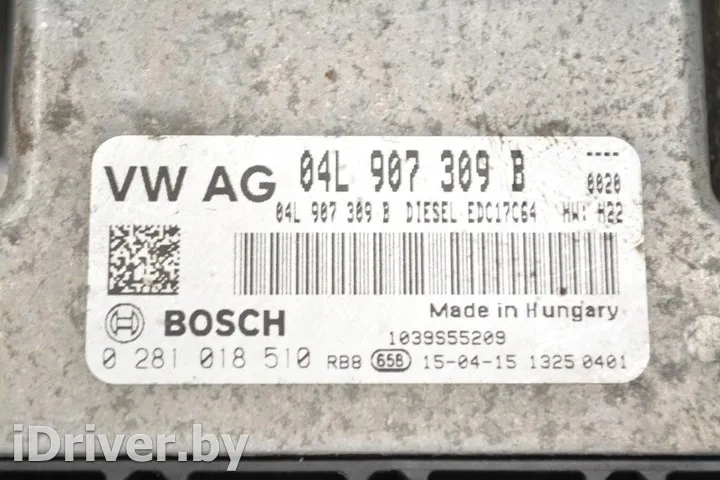 VW AG 04L 907 309 B ----
0020
04L 907 309 B DIESEL EDC17C64 HW: H22
Made in Hungary
BOSCH
1039S55209
0 281 018 510 RB8 65B 15-04-15 1325 0401
iDriver.by